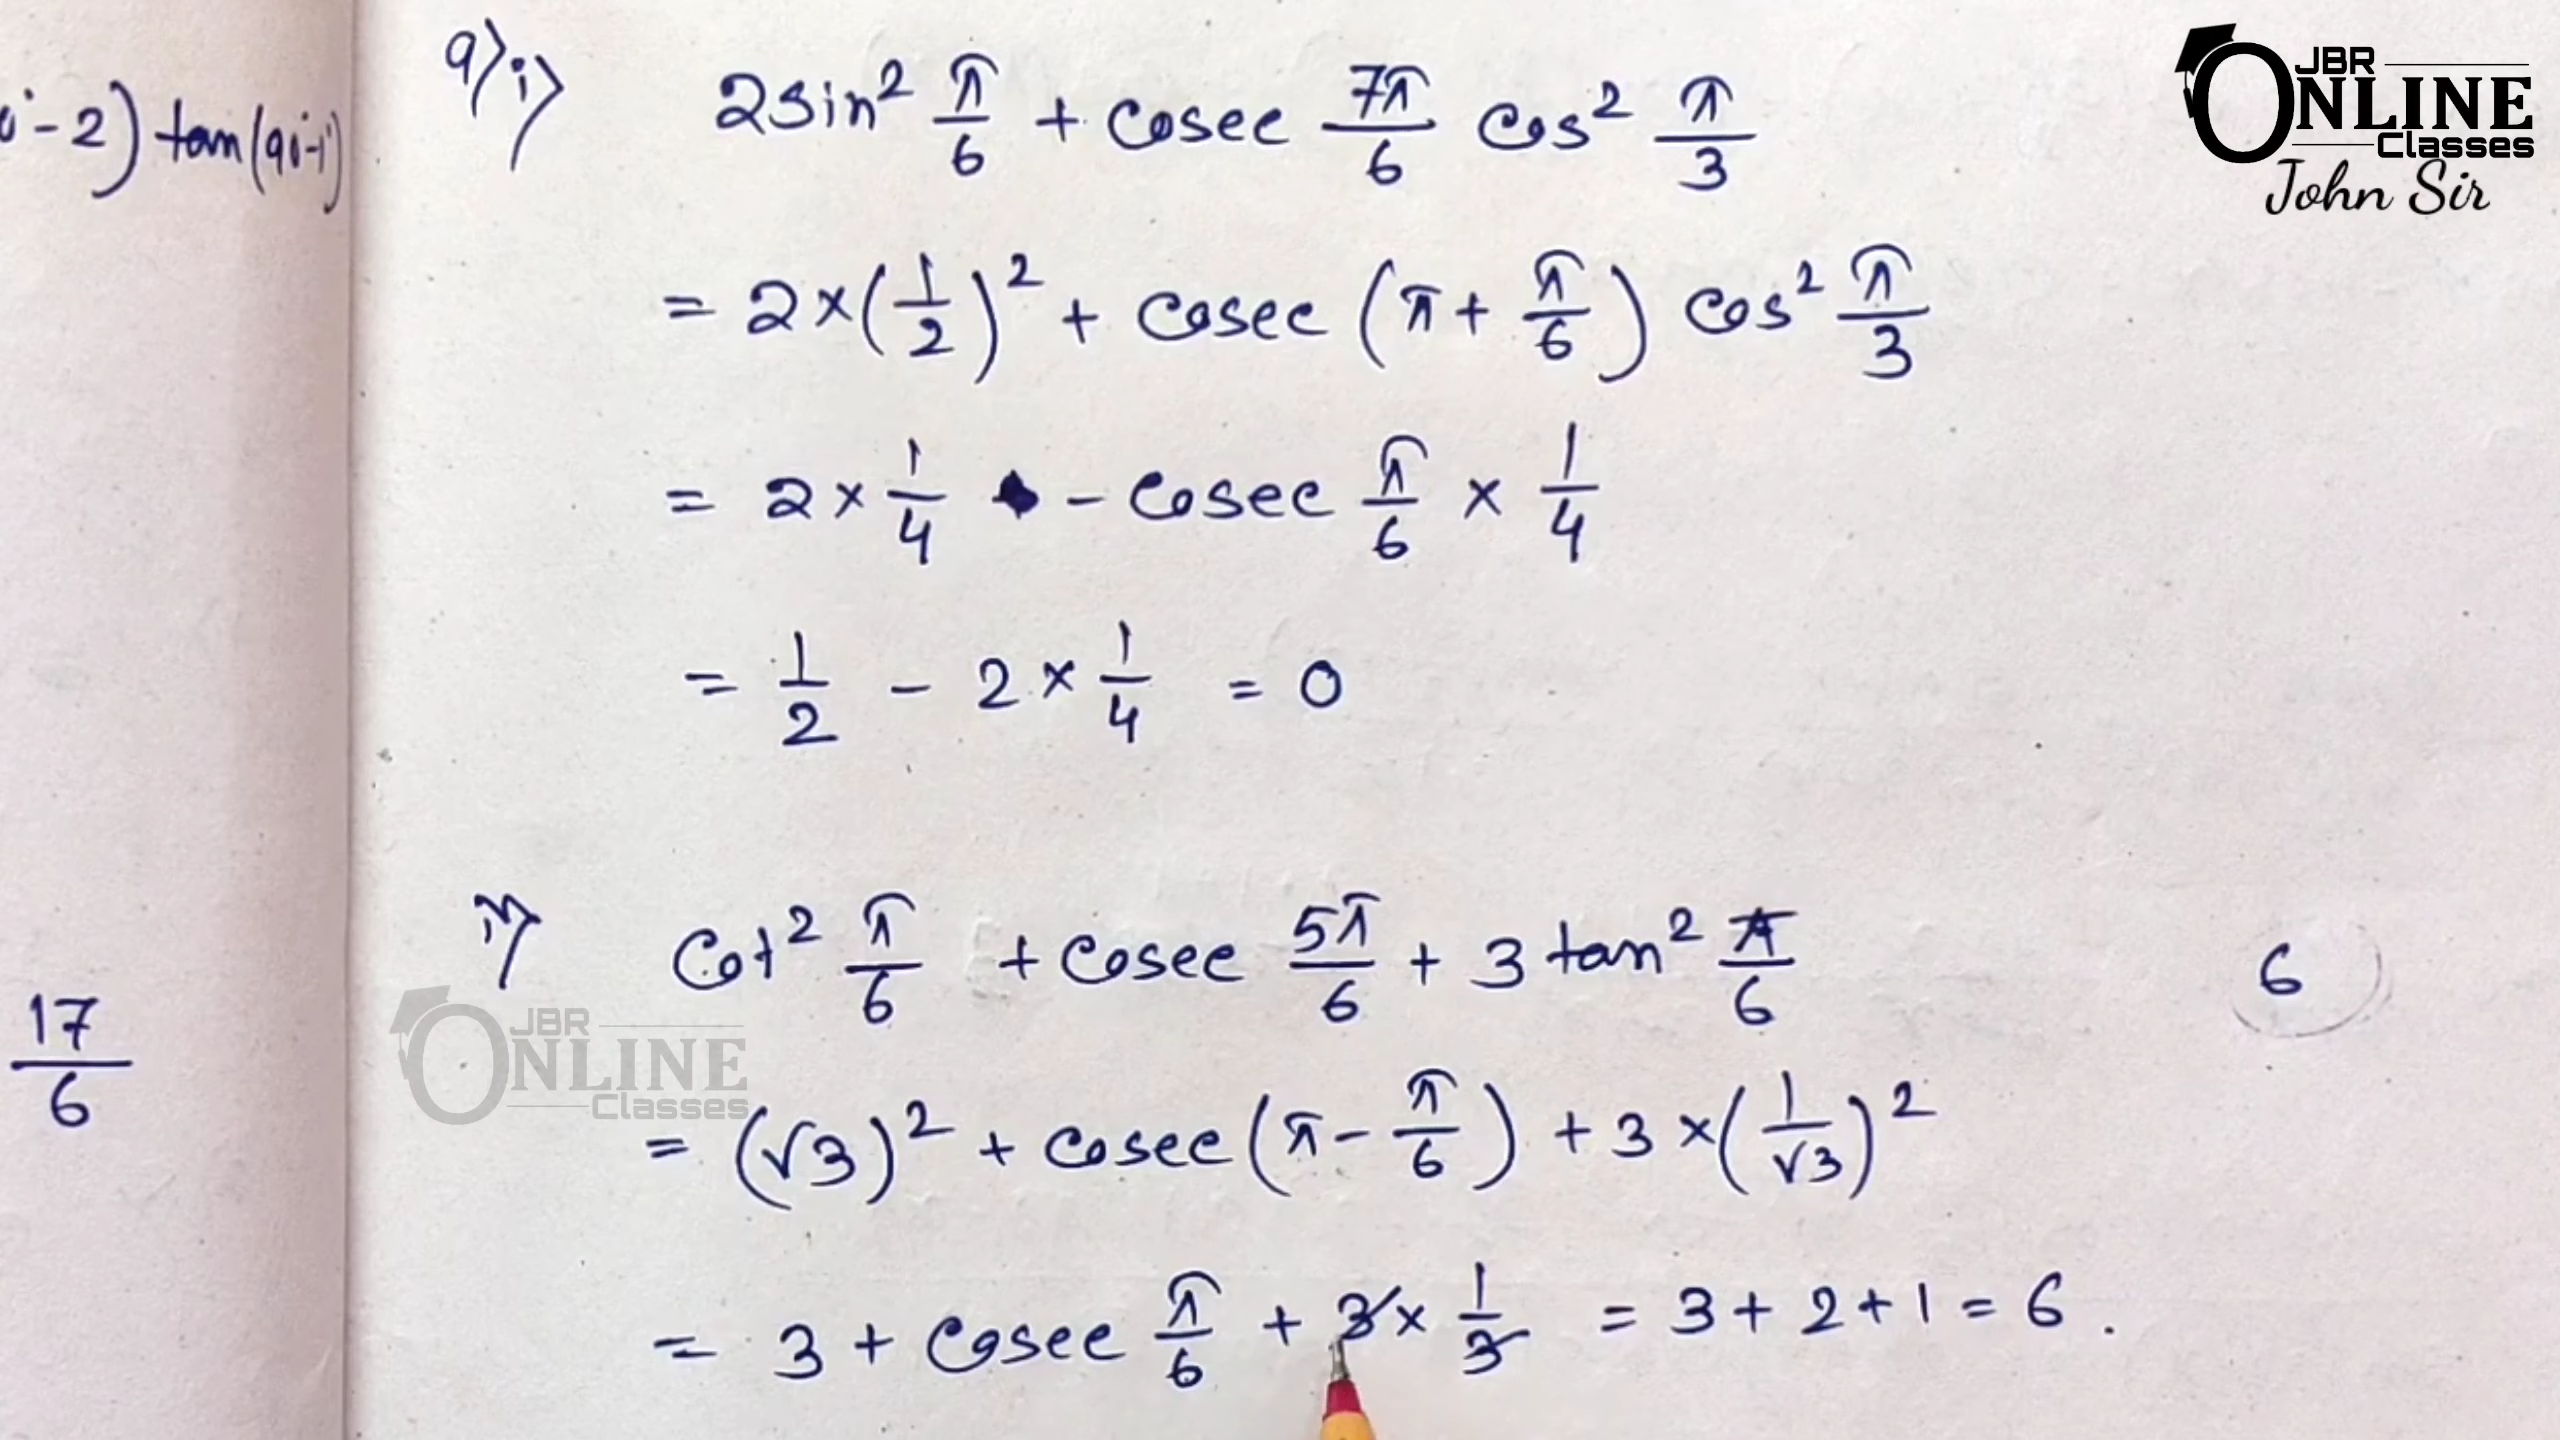 - 2) tan(90-1)
17/6
9) i)
2sin² π/6 + cosec 7π/6 cos² π/3
= 2×(1/2)² + cosec (π + π/6) cos² π/3
= 2 × 1/4 - cosec π/6 × 1/4
= 1/2 - 2 × 1/4 = 0
ii) Cot² π/6 + cosec 5π/6 + 3 tan² π/6
6
= (√3)² + cosec (π - π/6) + 3 ×(1/√3)²
= 3 + cosec π/6 + 3 × 1/3 = 3 + 2 + 1 = 6.
JBR
ONLINE
Classes
John Sir
JBR
ONLINE
Classes